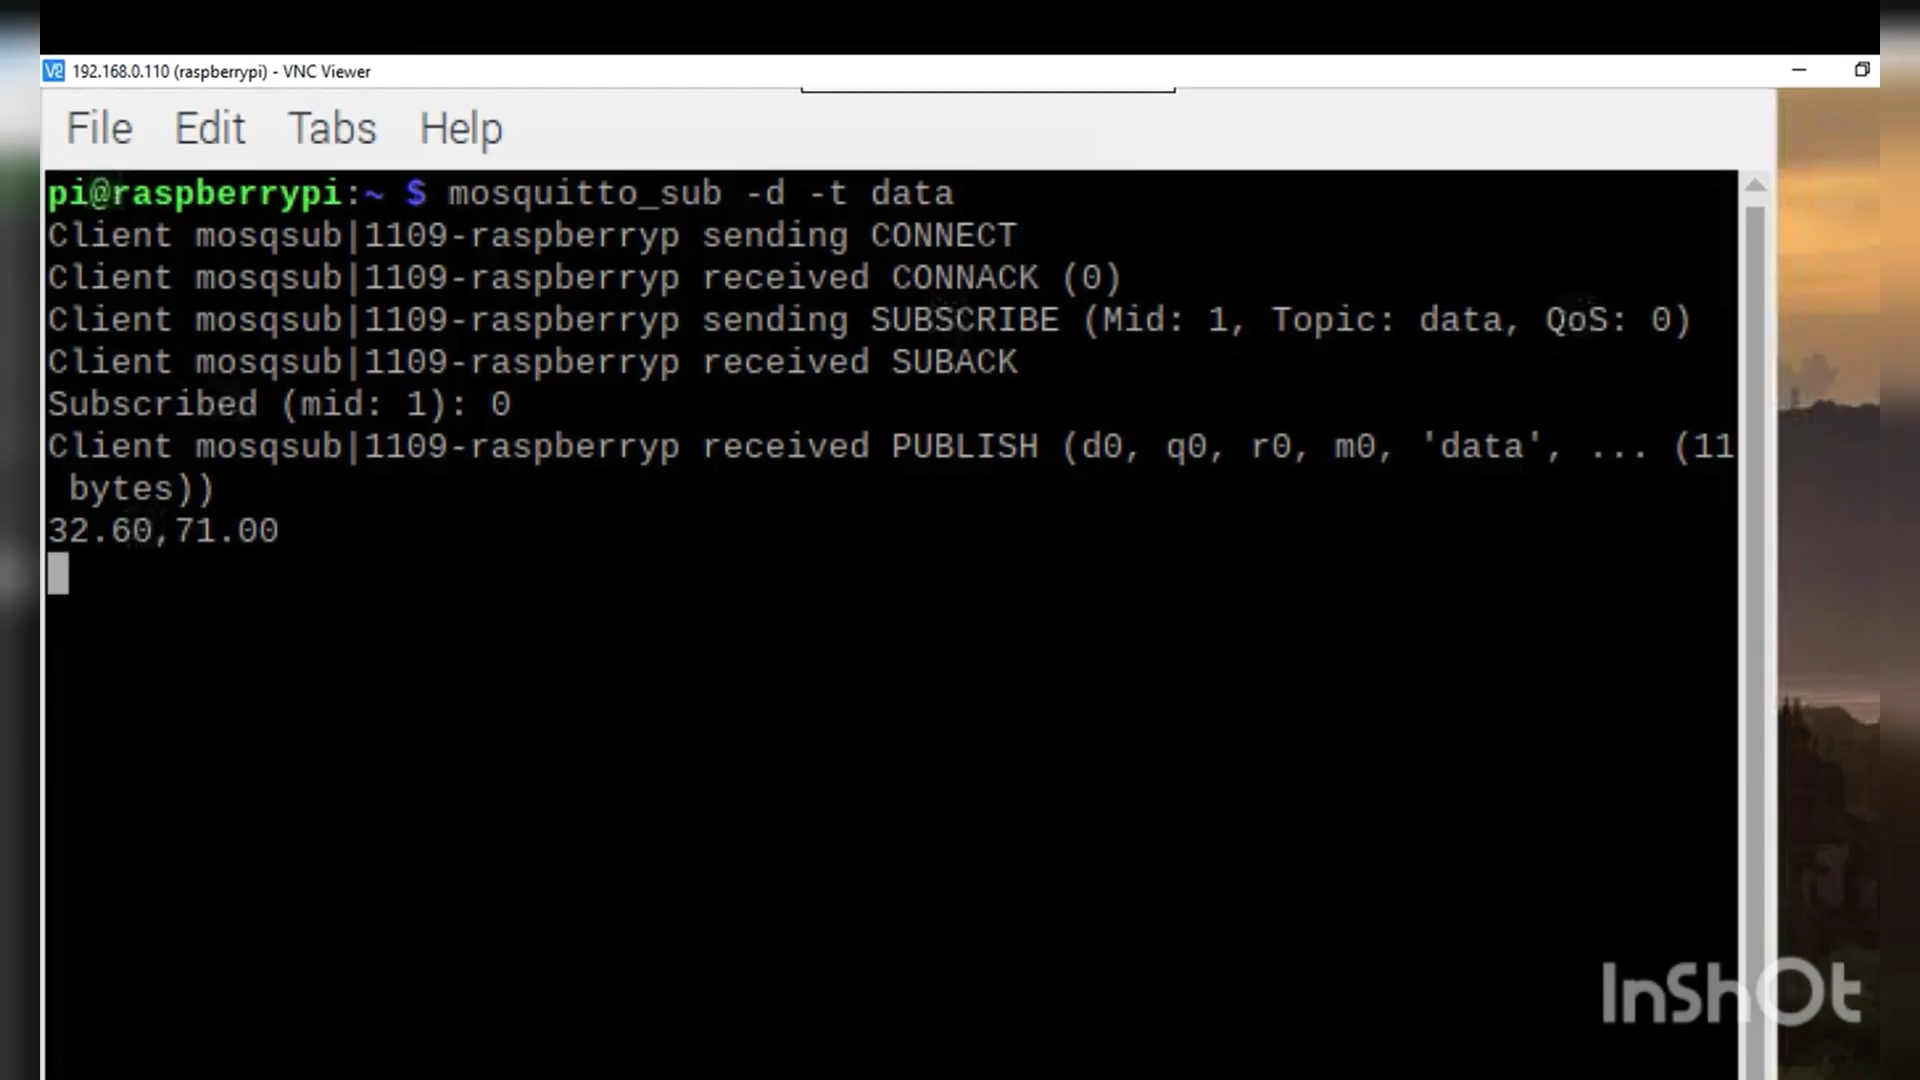 192.168.0.110 (raspberrypi) - VNC Viewer
File Edit Tabs Help
pi@raspberrypi:~ $ mosquitto_sub -d -t data
Client mosqsub|1109-raspberryp sending CONNECT
Client mosqsub|1109-raspberryp received CONNACK (0)
Client mosqsub|1109-raspberryp sending SUBSCRIBE (Mid: 1, Topic: data, QoS: 0)
Client mosqsub|1109-raspberryp received SUBACK
Subscribed (mid: 1): 0
Client mosqsub|1109-raspberryp received PUBLISH (d0, q0, r0, m0, 'data', ... (11
 bytes))
32.60,71.00
InShOt